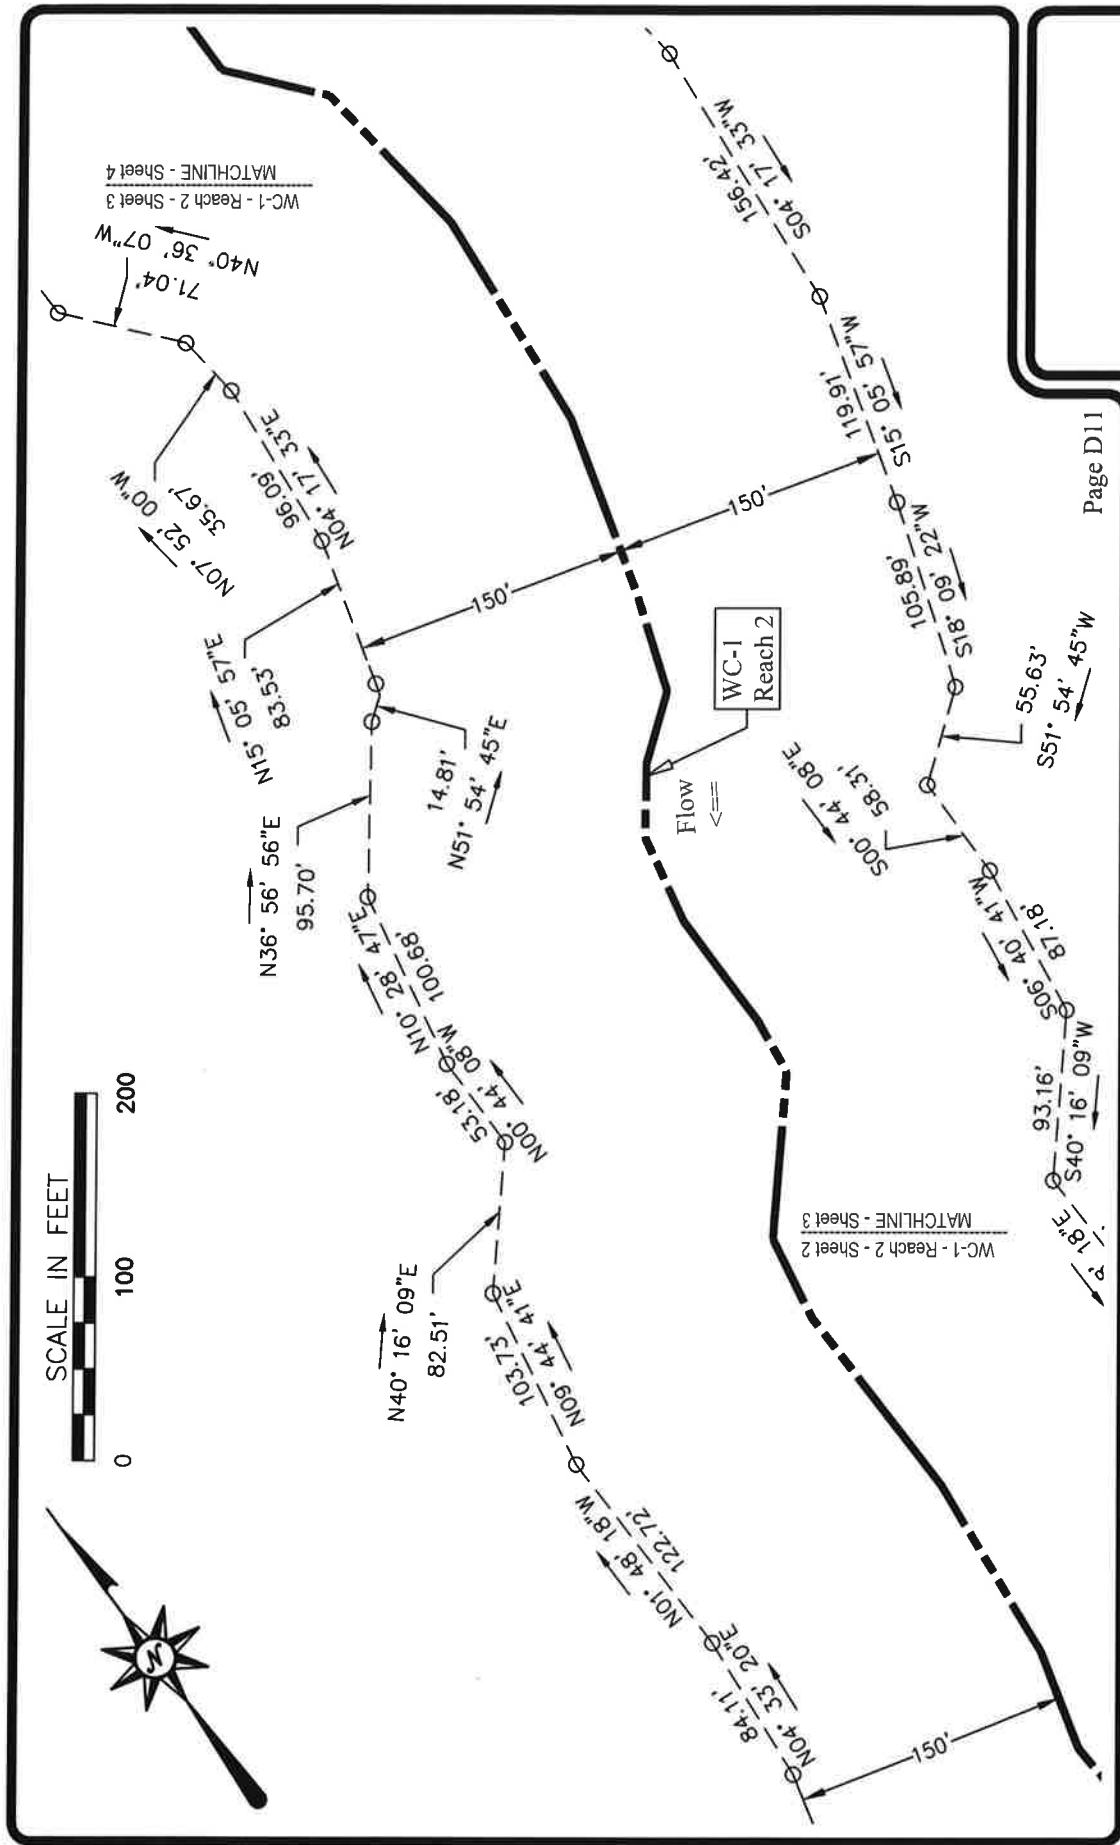 SCALE IN FEET
0 100 200
N
WC-1 - Reach 2 - Sheet 3
MATCHLINE - Sheet 4
N40° 36' 07"W
71.04'
N07° 52' 00"W
35.67'
96.09'
N04° 17' 33"E
N15° 05' 57"E
83.53'
14.81'
N51° 54' 45"E
N36° 56' 56"E
95.70'
N10° 28' 47"E
100.68'
53.18'
N00° 44' 08"W
N40° 16' 09"E
82.51'
103.73'
N09° 44' 41"E
N01° 48' 18"W
122.72'
84.11'
N04° 33' 20"E
150'
150'
150'
WC-1
Reach 2
Flow
<==
WC-1 - Reach 2 - Sheet 2
MATCHLINE - Sheet 3
156.42'
S04° 17' 33"W
119.91'
S15° 05' 57"W
105.89'
S18° 09' 22"W
55.63'
S51° 54' 45"W
S00° 44' 08"E
58.31'
S06° 40' 41"W
87.18'
93.16'
S40° 16' 09"W
18"E
Page D11